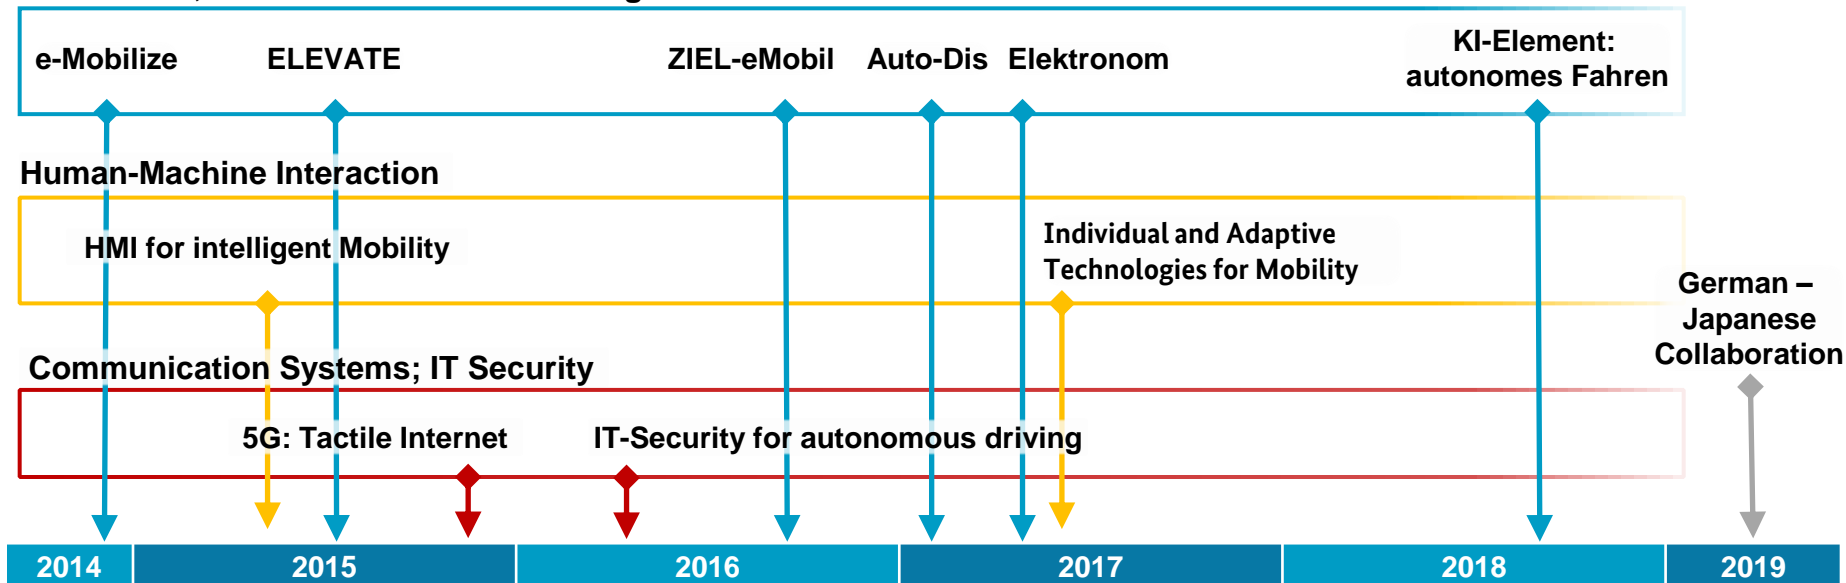 e-Mobilize
ELEVATE
ZIEL-eMobil
Auto-Dis
Elektronom
KI-Element:
autonomes Fahren
Human-Machine Interaction
HMI for intelligent Mobility
Individual and Adaptive
Technologies for Mobility
German –
Japanese
Collaboration
Communication Systems; IT Security
5G: Tactile Internet
IT-Security for autonomous driving
2014
2015
2016
2017
2018
2019